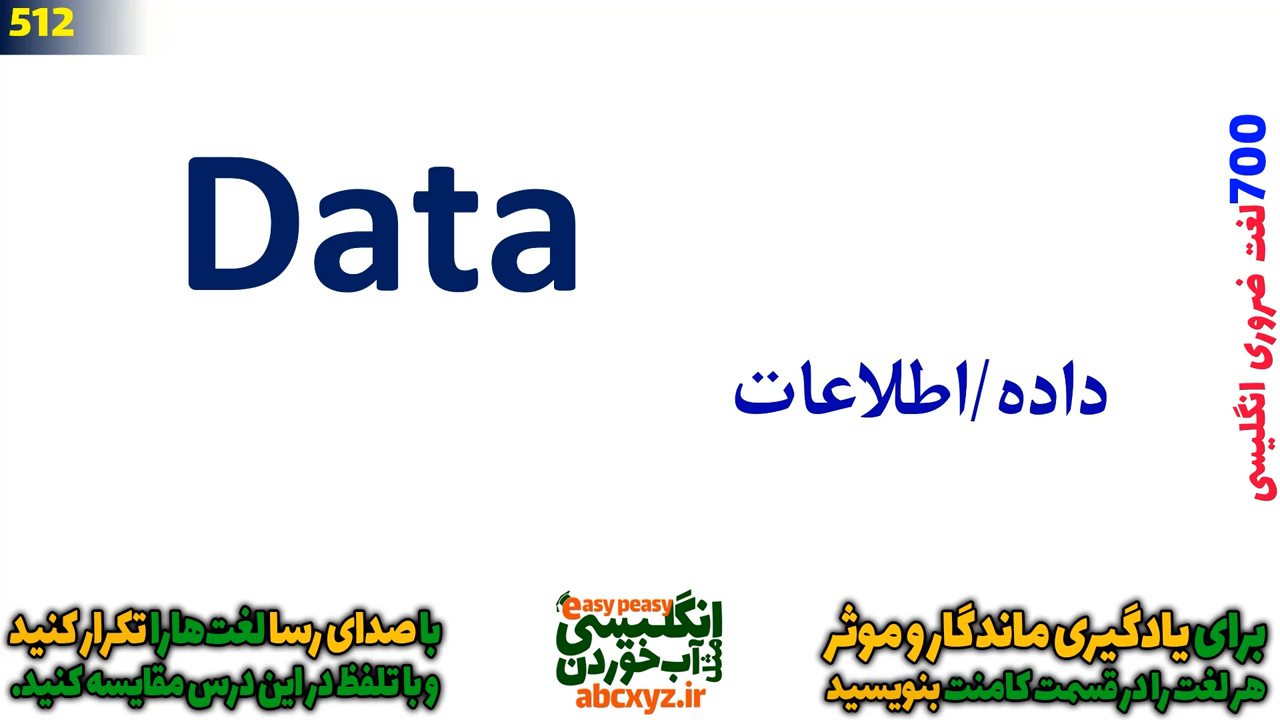 512
Data
داده/اطلاعات
700 لغت ضروری انگلیسی
برای یادگیری ماندگار و موثر
هر لغت را در قسمت کامنت بنویسید
easy peasy
انگلیسی
مثل آب خوردن
abcxyz.ir
با صدای رسا لغت‌ها را تکرار کنید
و با تلفظ در این درس مقایسه کنید.